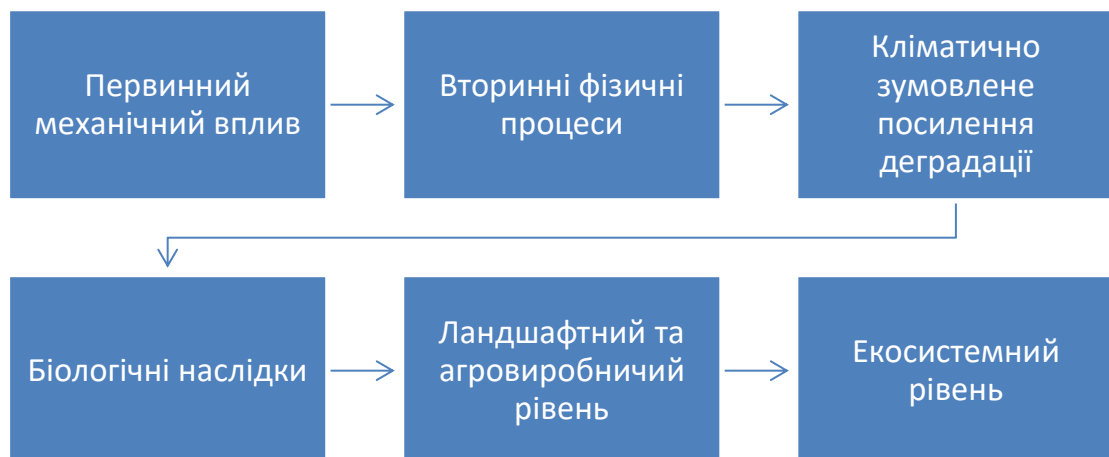 Первинний
механічний вплив
Вторинні фізичні
процеси
Кліматично
зумовлене
посилення
деградації
Біологічні наслідки
Ландшафтний та
агровиробничий
рівень
Екосистемний
рівень